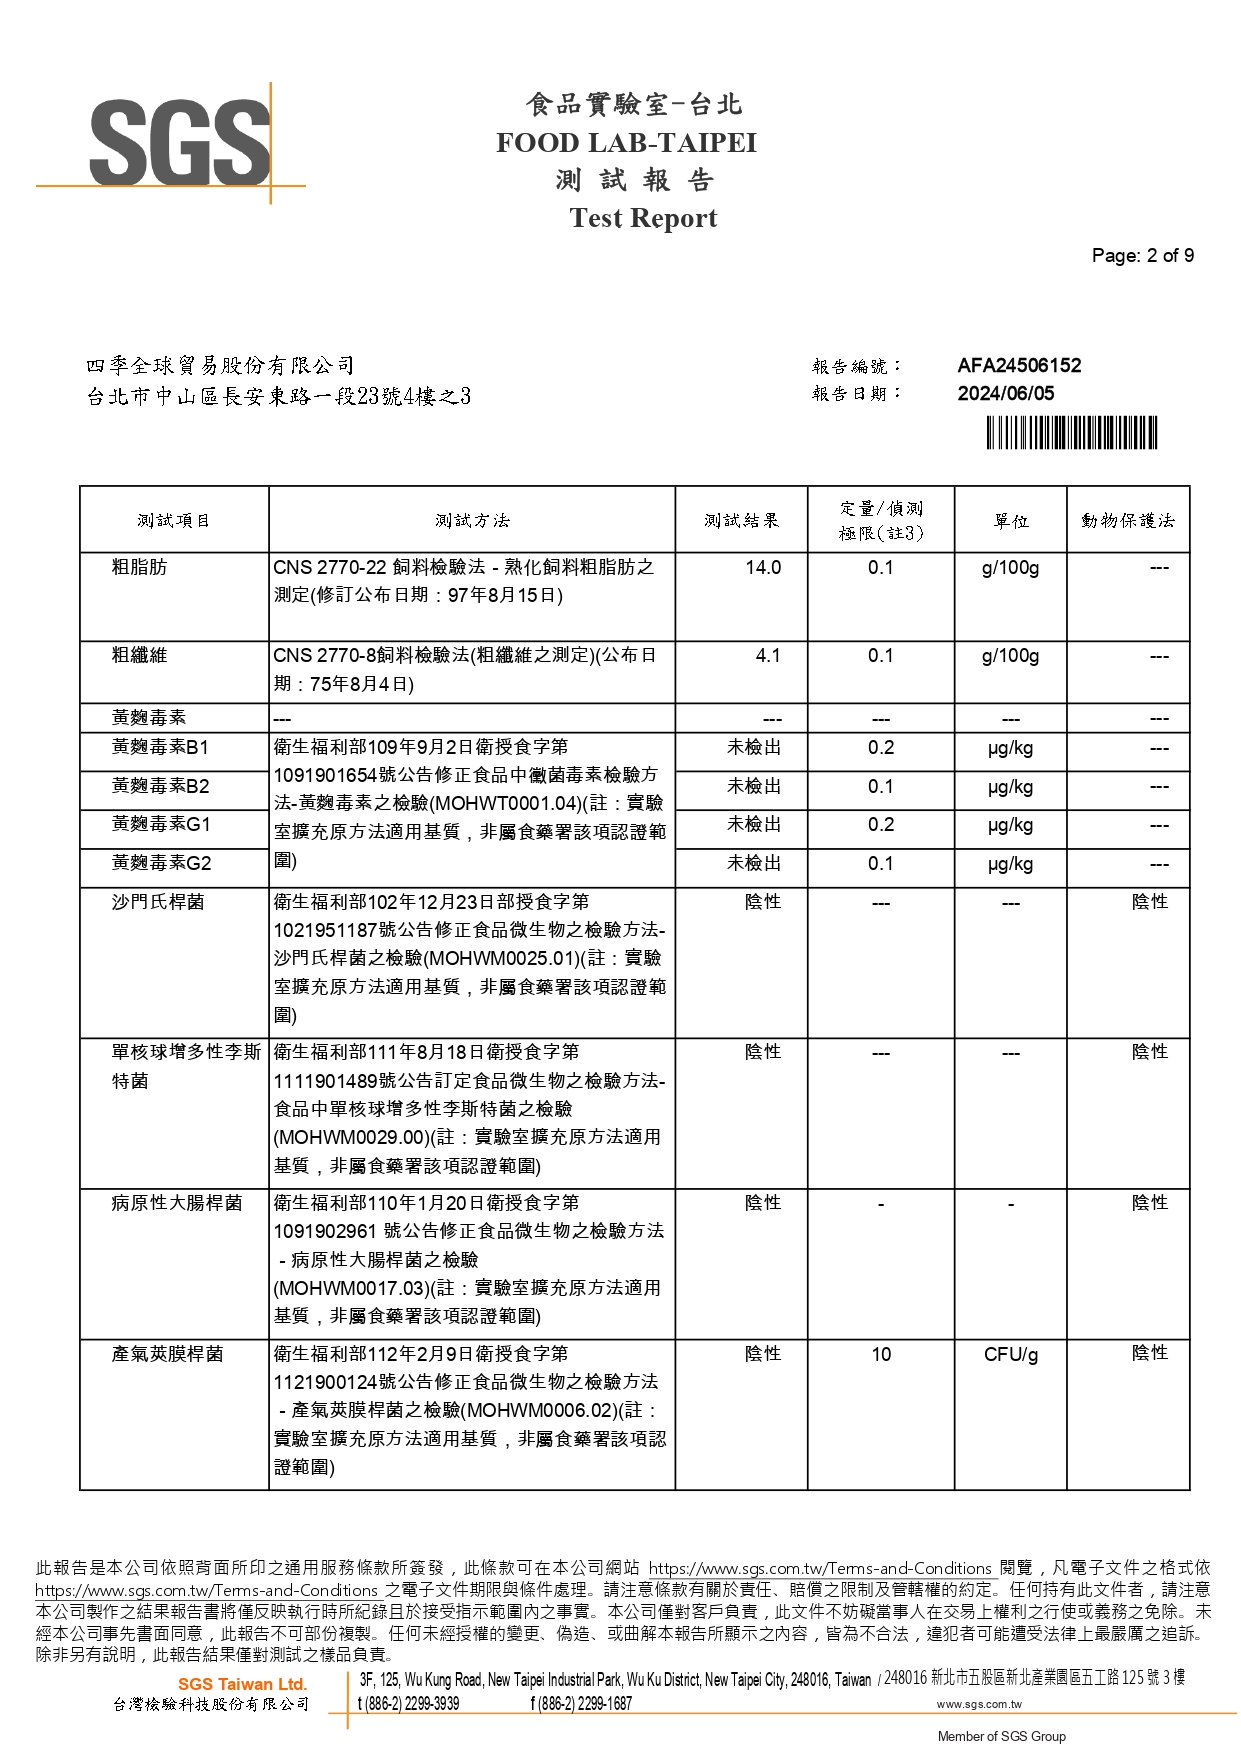 SGS
食品實驗室-台北
FOOD LAB-TAIPEI
測 試 報 告
Test Report
Page: 2 of 9
四季全球貿易股份有限公司
台北市中山區長安東路一段23號4樓之3
報告編號： AFA24506152
報告日期： 2024/06/05
測試項目 測試方法 測試結果 定量/偵測 單位 動物保護法
極限(註3)
粗脂肪 CNS 2770-22 飼料檢驗法 - 熟化飼料粗脂肪之 14.0 0.1 g/100g ---
測定(修訂公布日期：97年8月15日)
粗纖維 CNS 2770-8飼料檢驗法(粗纖維之測定)(公布日 4.1 0.1 g/100g ---
期：75年8月4日)
黃麴毒素 --- --- --- --- ---
黃麴毒素B1 衛生福利部109年9月2日衛授食字第 未檢出 0.2 μg/kg ---
1091901654號公告修正食品中黴菌毒素檢驗方
黃麴毒素B2 未檢出 0.1 μg/kg ---
法-黃麴毒素之檢驗(MOHWT0001.04)(註：實驗
黃麴毒素G1 未檢出 0.2 μg/kg ---
室擴充原方法適用基質，非屬食藥署該項認證範
黃麴毒素G2 圍) 未檢出 0.1 μg/kg ---
沙門氏桿菌 衛生福利部102年12月23日部授食字第 陰性 --- --- 陰性
1021951187號公告修正食品微生物之檢驗方法-
沙門氏桿菌之檢驗(MOHWM0025.01)(註：實驗
室擴充原方法適用基質，非屬食藥署該項認證範
圍)
單核球增多性李斯 衛生福利部111年8月18日衛授食字第 陰性 --- --- 陰性
特菌 1111901489號公告訂定食品微生物之檢驗方法-
食品中單核球增多性李斯特菌之檢驗
(MOHWM0029.00)(註：實驗室擴充原方法適用
基質，非屬食藥署該項認證範圍)
病原性大腸桿菌 衛生福利部110年1月20日衛授食字第 陰性 - - 陰性
1091902961 號公告修正食品微生物之檢驗方法
- 病原性大腸桿菌之檢驗
(MOHWM0017.03)(註：實驗室擴充原方法適用
基質，非屬食藥署該項認證範圍)
產氣莢膜桿菌 衛生福利部112年2月9日衛授食字第 陰性 10 CFU/g 陰性
1121900124號公告修正食品微生物之檢驗方法
- 產氣莢膜桿菌之檢驗(MOHWM0006.02)(註：
實驗室擴充原方法適用基質，非屬食藥署該項認
證範圍)
此報告是本公司依照背面所印之通用服務條款所簽發，此條款可在本公司網站 https://www.sgs.com.tw/Terms-and-Conditions 閱覽，凡電子文件之格式依
https://www.sgs.com.tw/Terms-and-Conditions 之電子文件期限與條件處理。請注意條款有關於責任、賠償之限制及管轄權的約定。任何持有此文件者，請注意
本公司製作之結果報告書將僅反映執行時所紀錄且於接受指示範圍內之事實。本公司僅對客戶負責，此文件不妨礙當事人在交易上權利之行使或義務之免除。未
經本公司事先書面同意，此報告不可部份複製。任何未經授權的變更、偽造、或曲解本報告所顯示之內容，皆為不合法，違犯者可能遭受法律上最嚴厲之追訴。
除非另有說明，此報告結果僅對測試之樣品負責。
SGS Taiwan Ltd. 3F, 125, Wu Kung Road, New Taipei Industrial Park, Wu Ku District, New Taipei City, 248016, Taiwan / 248016 新北市五股區新北產業園區五工路 125 號 3 樓
台灣檢驗科技股份有限公司 t (886-2) 2299-3939 f (886-2) 2299-1687 www.sgs.com.tw
Member of SGS Group